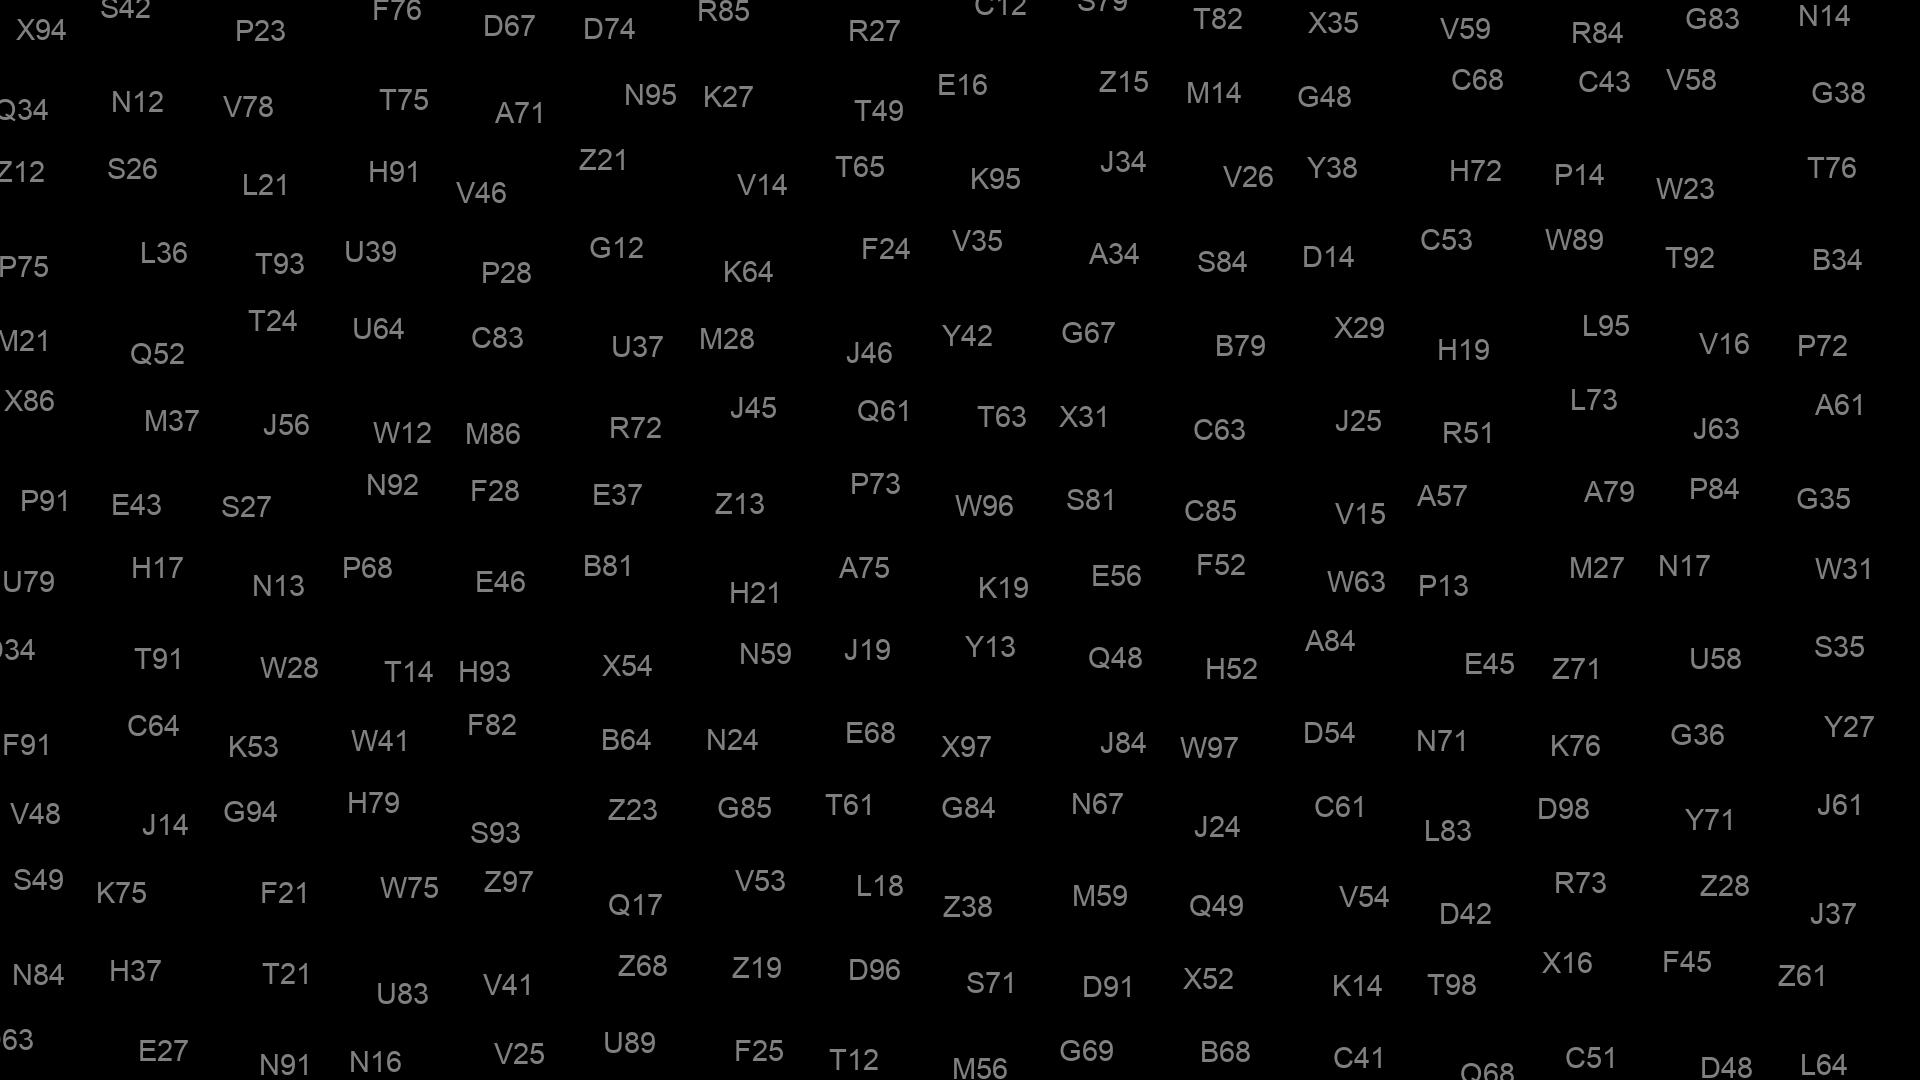 X94 S42 P23 F76 D67 D74 R85 R27 C12 S79 T82 X35 V59 R84 G83 N14
Q34 N12 V78 T75 A71 N95 K27 T49 E16 Z15 M14 G48 C68 C43 V58 G38
Z12 S26 L21 H91 V46 Z21 V14 T65 K95 J34 V26 Y38 H72 P14 W23 T76
P75 L36 T93 U39 P28 G12 K64 F24 V35 A34 S84 D14 C53 W89 T92 B34
M21 Q52 T24 U64 C83 U37 M28 J46 Y42 G67 B79 X29 H19 L95 V16 P72
X86 M37 J56 W12 M86 R72 J45 Q61 T63 X31 C63 J25 R51 L73 J63 A61
P91 E43 S27 N92 F28 E37 Z13 P73 W96 S81 C85 V15 A57 A79 P84 G35
U79 H17 N13 P68 E46 B81 H21 A75 K19 E56 F52 W63 P13 M27 N17 W31
34 T91 W28 T14 H93 X54 N59 J19 Y13 Q48 H52 A84 E45 Z71 U58 S35
F91 C64 K53 W41 F82 B64 N24 E68 X97 J84 W97 D54 N71 K76 G36 Y27
V48 J14 G94 H79 S93 Z23 G85 T61 G84 N67 J24 C61 L83 D98 Y71 J61
S49 K75 F21 W75 Z97 Q17 V53 L18 Z38 M59 Q49 V54 D42 R73 Z28 J37
N84 H37 T21 U83 V41 Z68 Z19 D96 S71 D91 X52 K14 T98 X16 F45 Z61
63 E27 N91 N16 V25 U89 F25 T12 M56 G69 B68 C41 Q68 C51 D48 L64